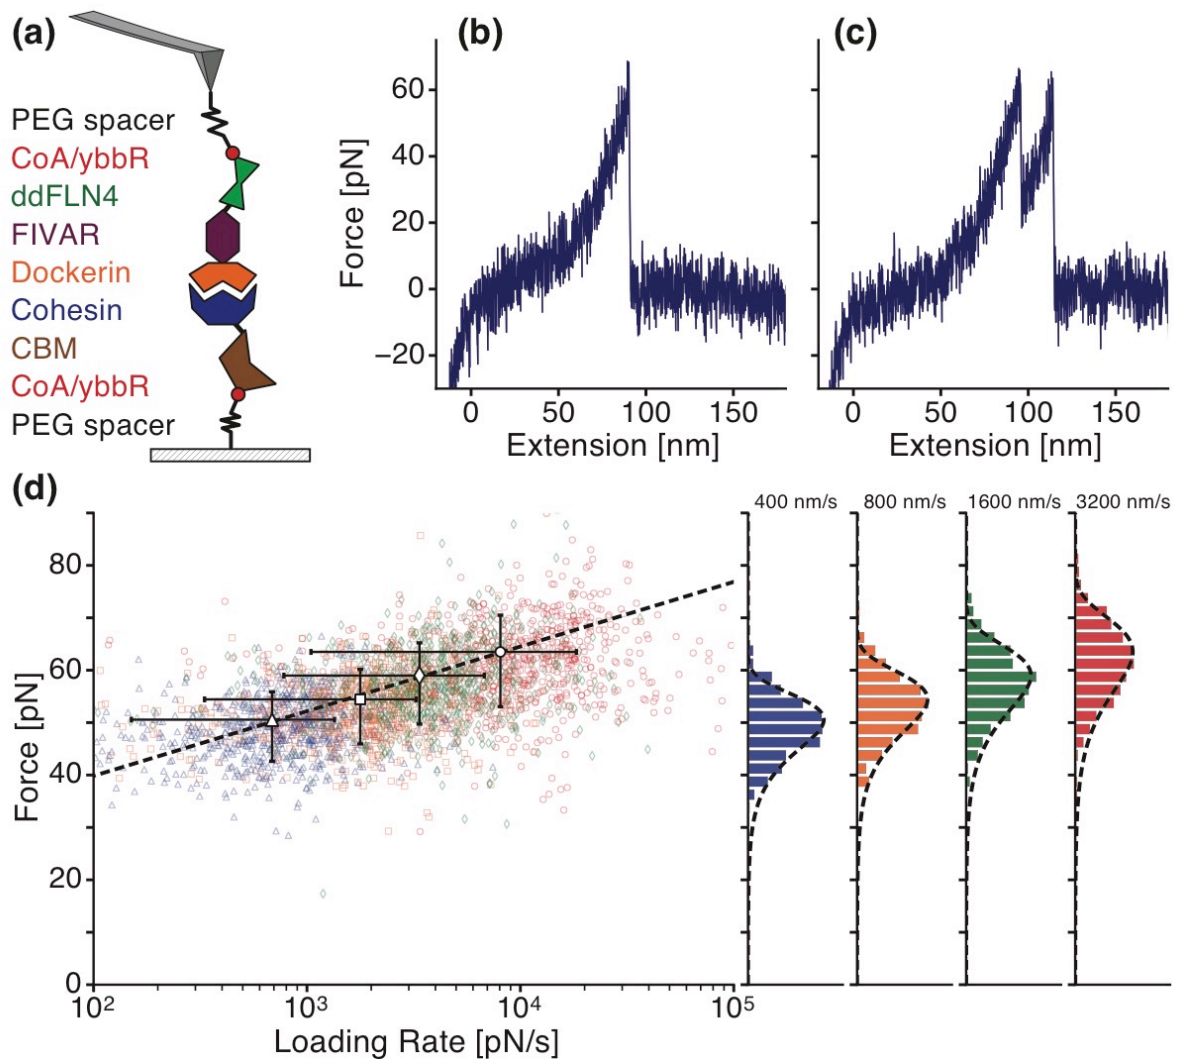 (a)
PEG spacer
CoA/ybbR
ddFLN4
FIVAR
Dockerin
Cohesin
CBM
CoA/ybbR
PEG spacer
(b)
Force [pN]
60
40
20
0
−20
0 50 100 150
Extension [nm]
(c)
0 50 100 150
Extension [nm]
(d)
Force [pN]
80
60
40
20
0
10² 10³ 10⁴ 10⁵
Loading Rate [pN/s]
400 nm/s 800 nm/s 1600 nm/s 3200 nm/s